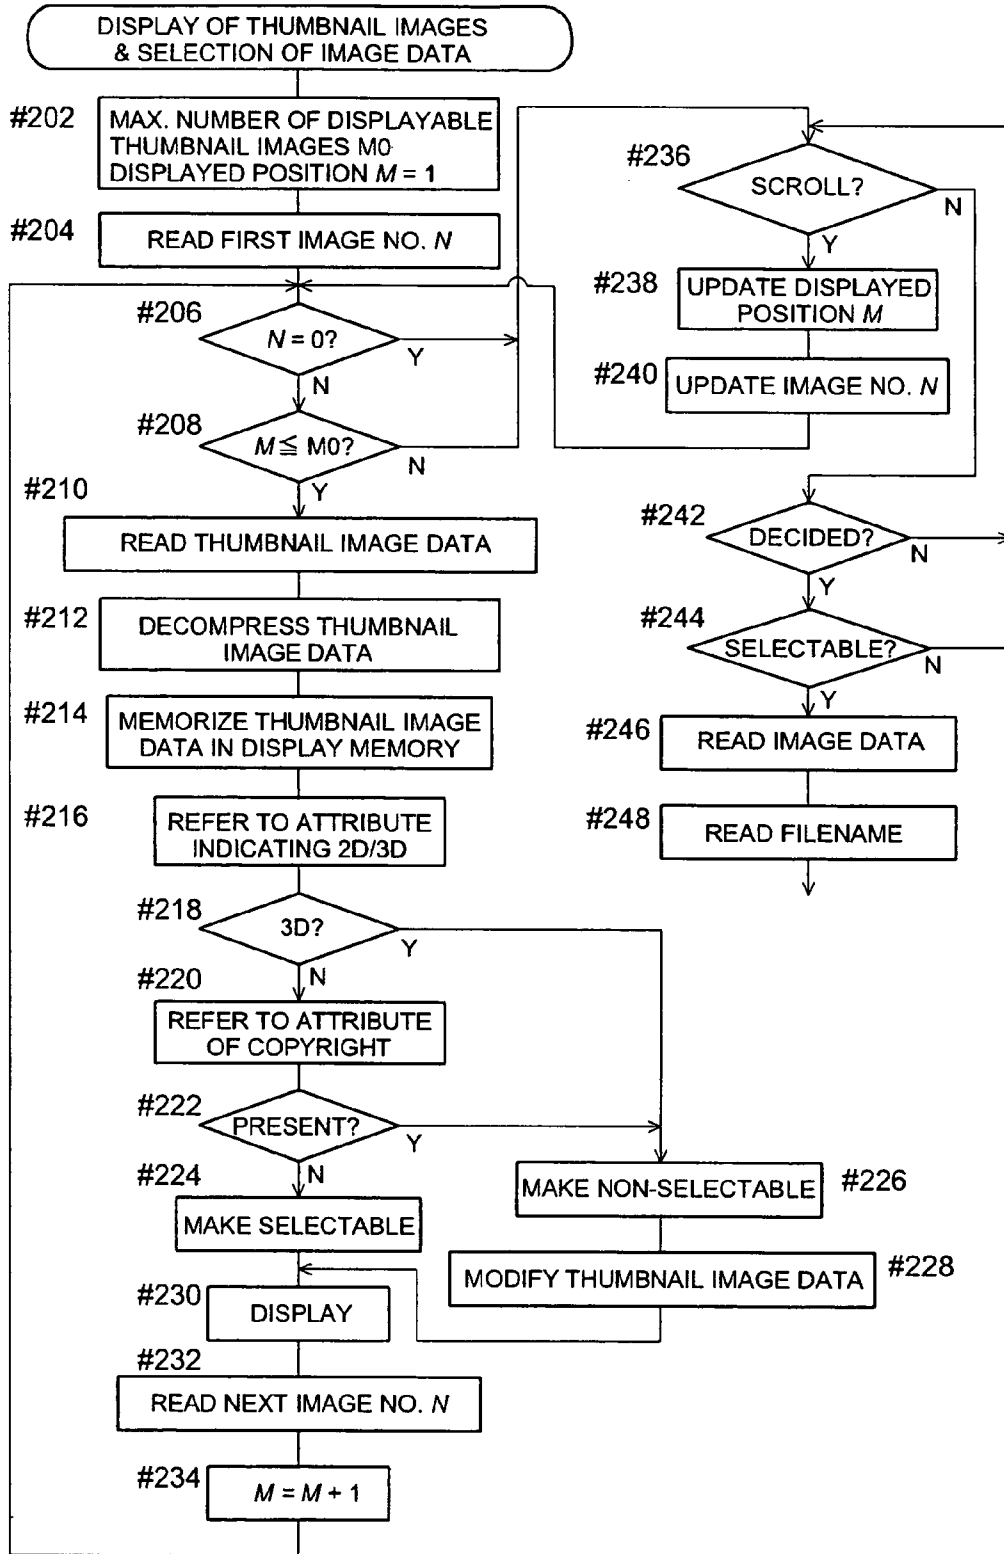 DISPLAY OF THUMBNAIL IMAGES
& SELECTION OF IMAGE DATA
#202
MAX. NUMBER OF DISPLAYABLE
THUMBNAIL IMAGES M0
DISPLAYED POSITION M = 1
#204
READ FIRST IMAGE NO. N
#206
N = 0?
Y
N
#208
M ≦ M0?
N
Y
#210
READ THUMBNAIL IMAGE DATA
#212
DECOMPRESS THUMBNAIL
IMAGE DATA
#214
MEMORIZE THUMBNAIL IMAGE
DATA IN DISPLAY MEMORY
#216
REFER TO ATTRIBUTE
INDICATING 2D/3D
#218
3D?
Y
N
#220
REFER TO ATTRIBUTE
OF COPYRIGHT
#222
PRESENT?
Y
N
#224
MAKE SELECTABLE
MAKE NON-SELECTABLE
#226
MODIFY THUMBNAIL IMAGE DATA
#228
#230
DISPLAY
#232
READ NEXT IMAGE NO. N
#234
M = M + 1
#236
SCROLL?
N
Y
#238
UPDATE DISPLAYED
POSITION M
#240
UPDATE IMAGE NO. N
#242
DECIDED?
N
Y
#244
SELECTABLE?
N
Y
#246
READ IMAGE DATA
#248
READ FILENAME